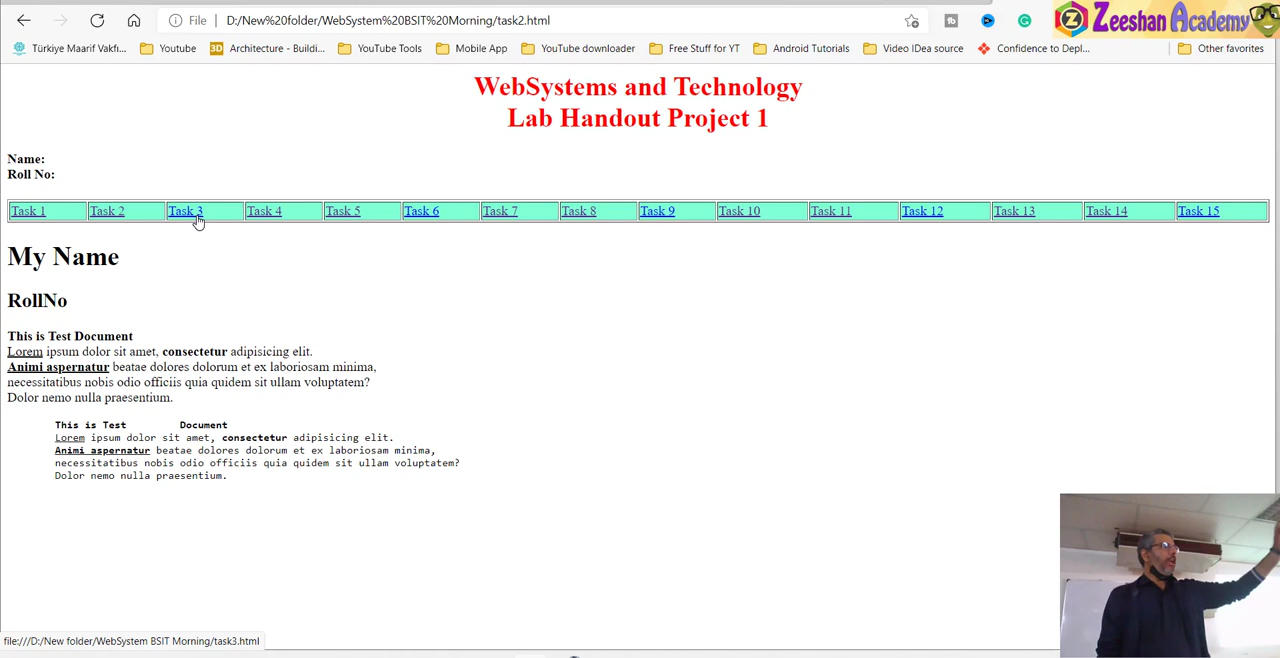 File D:/New%20folder/WebSystem%20BSIT%20Morning/task2.html
Zeeshan Academy
Türkiye Maarif Vakfi... Youtube 3D Architecture - Buildi... YouTube Tools Mobile App YouTube downloader Free Stuff for YT Android Tutorials Video IDea source Confidence to Depl... Other favorites
WebSystems and Technology
Lab Handout Project 1
Name:
Roll No:
Task 1 Task 2 Task 3 Task 4 Task 5 Task 6 Task 7 Task 8 Task 9 Task 10 Task 11 Task 12 Task 13 Task 14 Task 15
My Name
RollNo
This is Test Document
Lorem ipsum dolor sit amet, consectetur adipisicing elit.
Animi aspernatur beatae dolores dolorum et ex laboriosam minima,
necessitatibus nobis odio officiis quia quidem sit ullam voluptatem?
Dolor nemo nulla praesentium.
This is Test Document
Lorem ipsum dolor sit amet, consectetur adipisicing elit.
Animi aspernatur beatae dolores dolorum et ex laboriosam minima,
necessitatibus nobis odio officiis quia quidem sit ullam voluptatem?
Dolor nemo nulla praesentium.
file:///D:/New folder/WebSystem BSIT Morning/task3.html